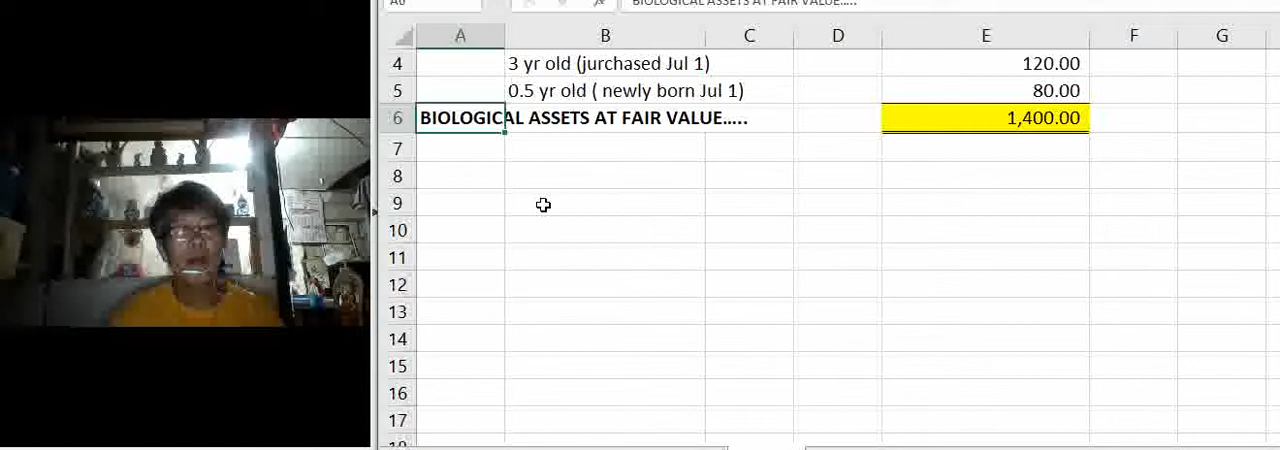 A6 BIOLOGICAL ASSETS AT FAIR VALUE.....
A B C D E F G
4 3 yr old (jurchased Jul 1) 120.00
5 0.5 yr old ( newly born Jul 1) 80.00
6 BIOLOGICAL ASSETS AT FAIR VALUE..... 1,400.00
7
8
9
10
11
12
13
14
15
16
17
18